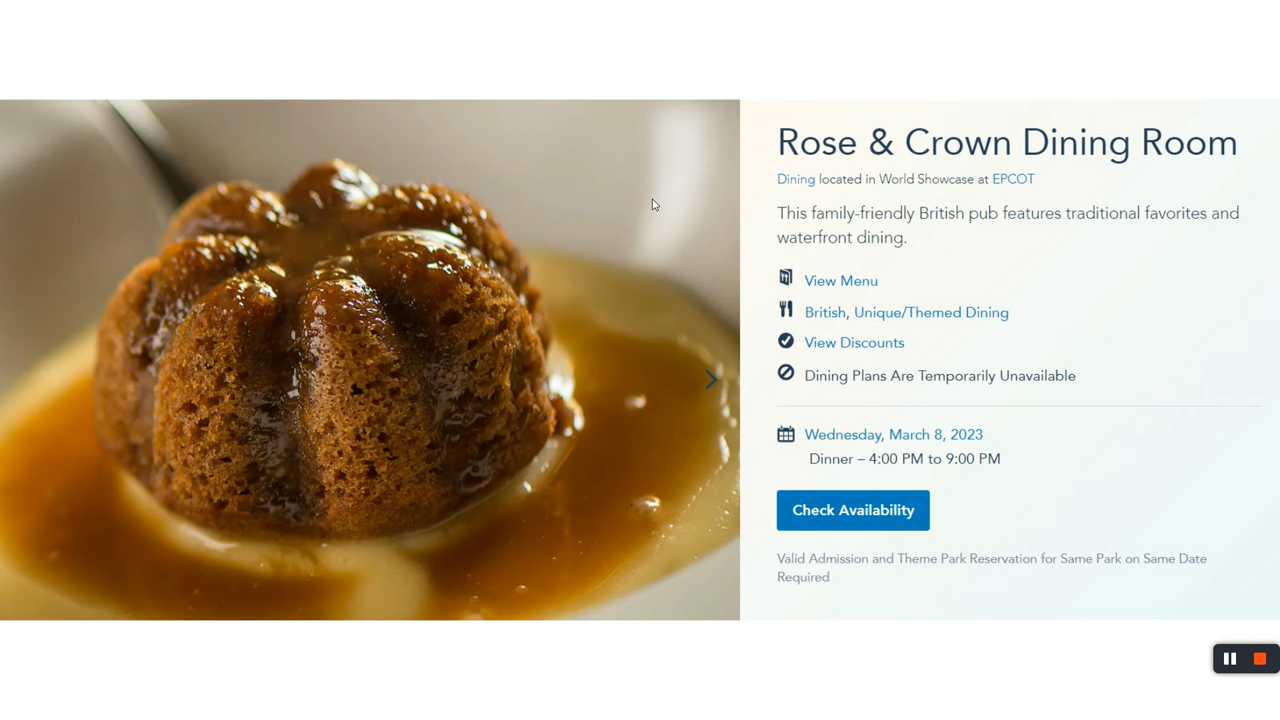 Rose & Crown Dining Room
Dining located in World Showcase at EPCOT
This family-friendly British pub features traditional favorites and
waterfront dining.
View Menu
British, Unique/Themed Dining
View Discounts
Dining Plans Are Temporarily Unavailable
Wednesday, March 8, 2023
Dinner – 4:00 PM to 9:00 PM
Check Availability
Valid Admission and Theme Park Reservation for Same Park on Same Date
Required